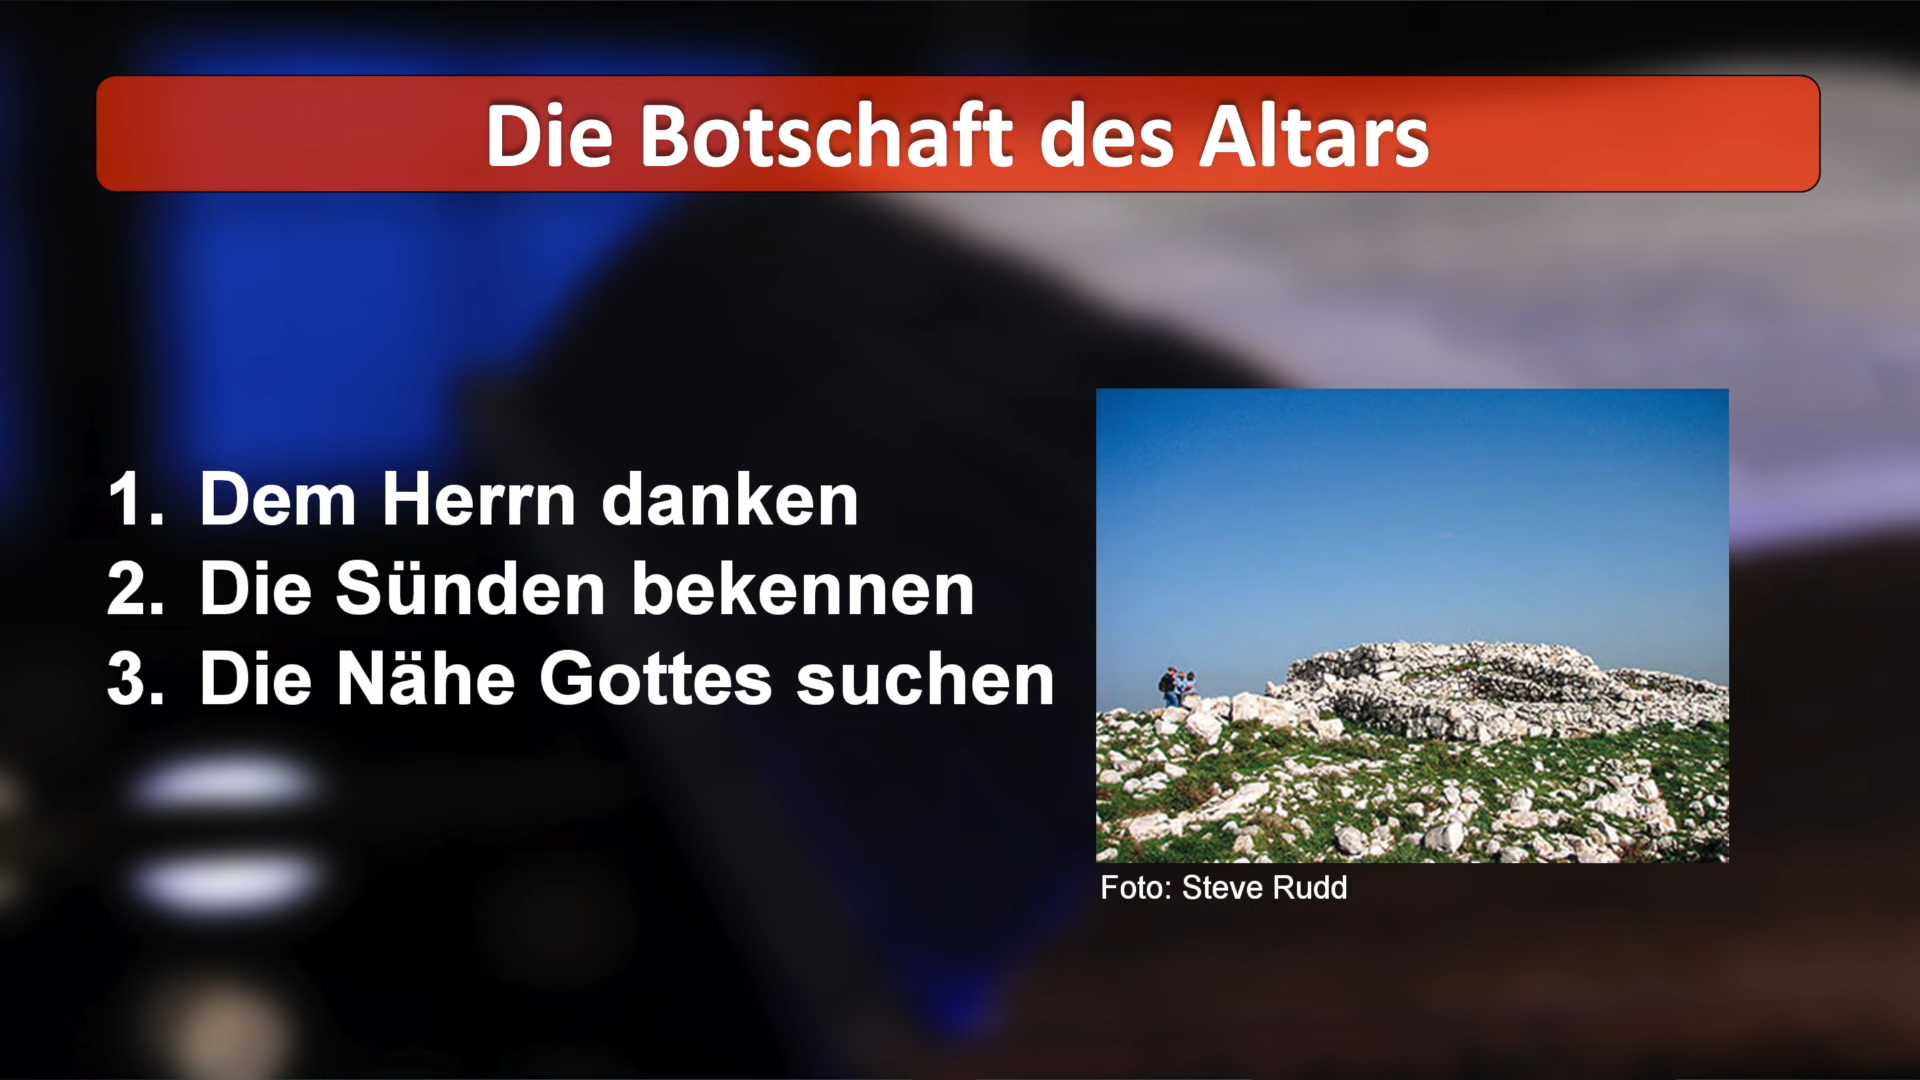 Die Botschaft des Altars
1. Dem Herrn danken
2. Die Sünden bekennen
3. Die Nähe Gottes suchen
Foto: Steve Rudd